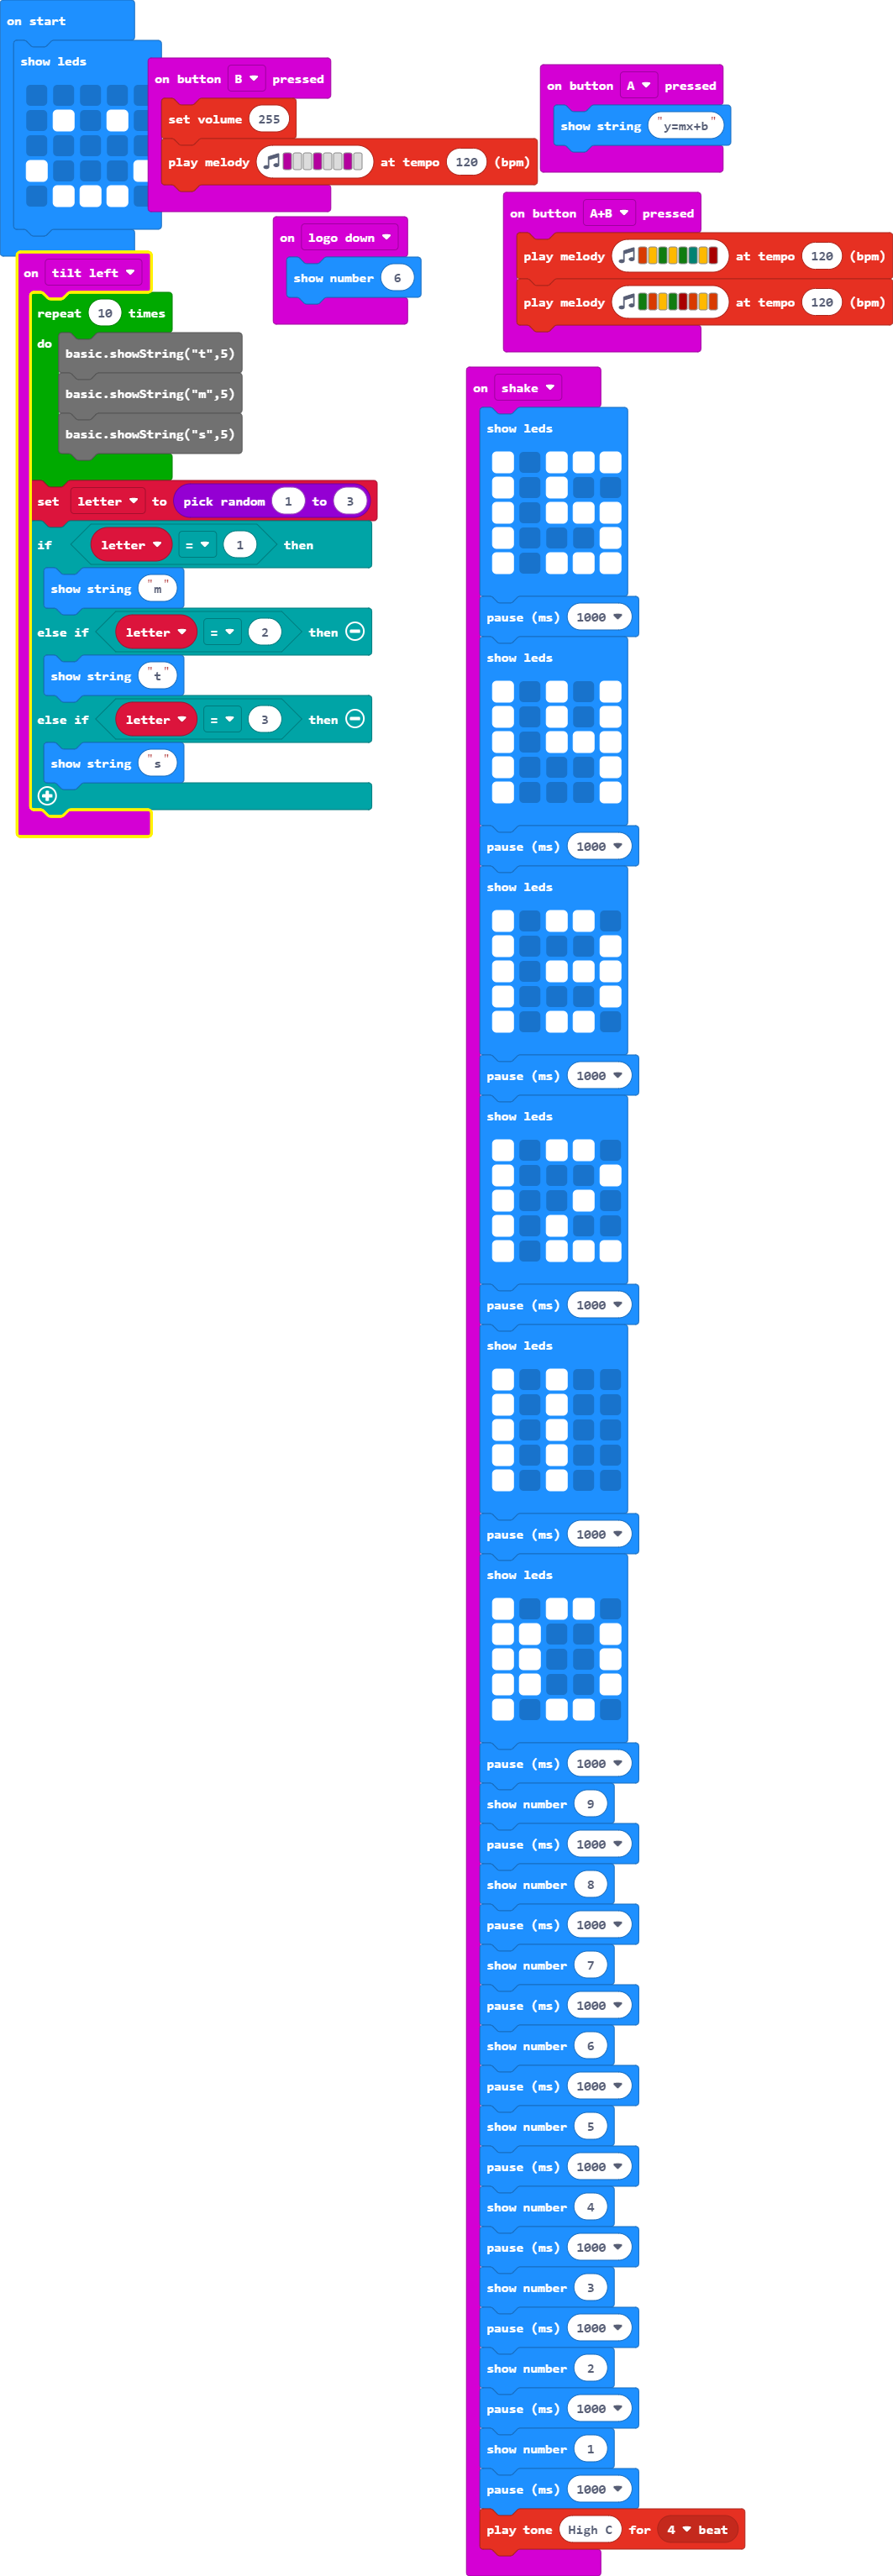 on start
show leds
on button B pressed
set volume 255
play melody at tempo 120 (bpm)
on button A pressed
show string "y=mx+b"
on logo down
show number 6
on button A+B pressed
play melody at tempo 120 (bpm)
play melody at tempo 120 (bpm)
on tilt left
repeat 10 times
do
basic.showString("t",5)
basic.showString("m",5)
basic.showString("s",5)
set letter to pick random 1 to 3
if letter = 1 then
show string "m"
else if letter = 2 then
show string "t"
else if letter = 3 then
show string "s"
on shake
show leds
pause (ms) 1000
show leds
pause (ms) 1000
show leds
pause (ms) 1000
show leds
pause (ms) 1000
show leds
pause (ms) 1000
show leds
pause (ms) 1000
show number 9
pause (ms) 1000
show number 8
pause (ms) 1000
show number 7
pause (ms) 1000
show number 6
pause (ms) 1000
show number 5
pause (ms) 1000
show number 4
pause (ms) 1000
show number 3
pause (ms) 1000
show number 2
pause (ms) 1000
show number 1
pause (ms) 1000
play tone High C for 4 beat